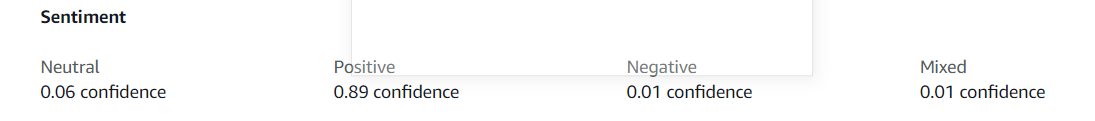 Sentiment
Neutral Positive Negative Mixed
0.06 confidence 0.89 confidence 0.01 confidence 0.01 confidence